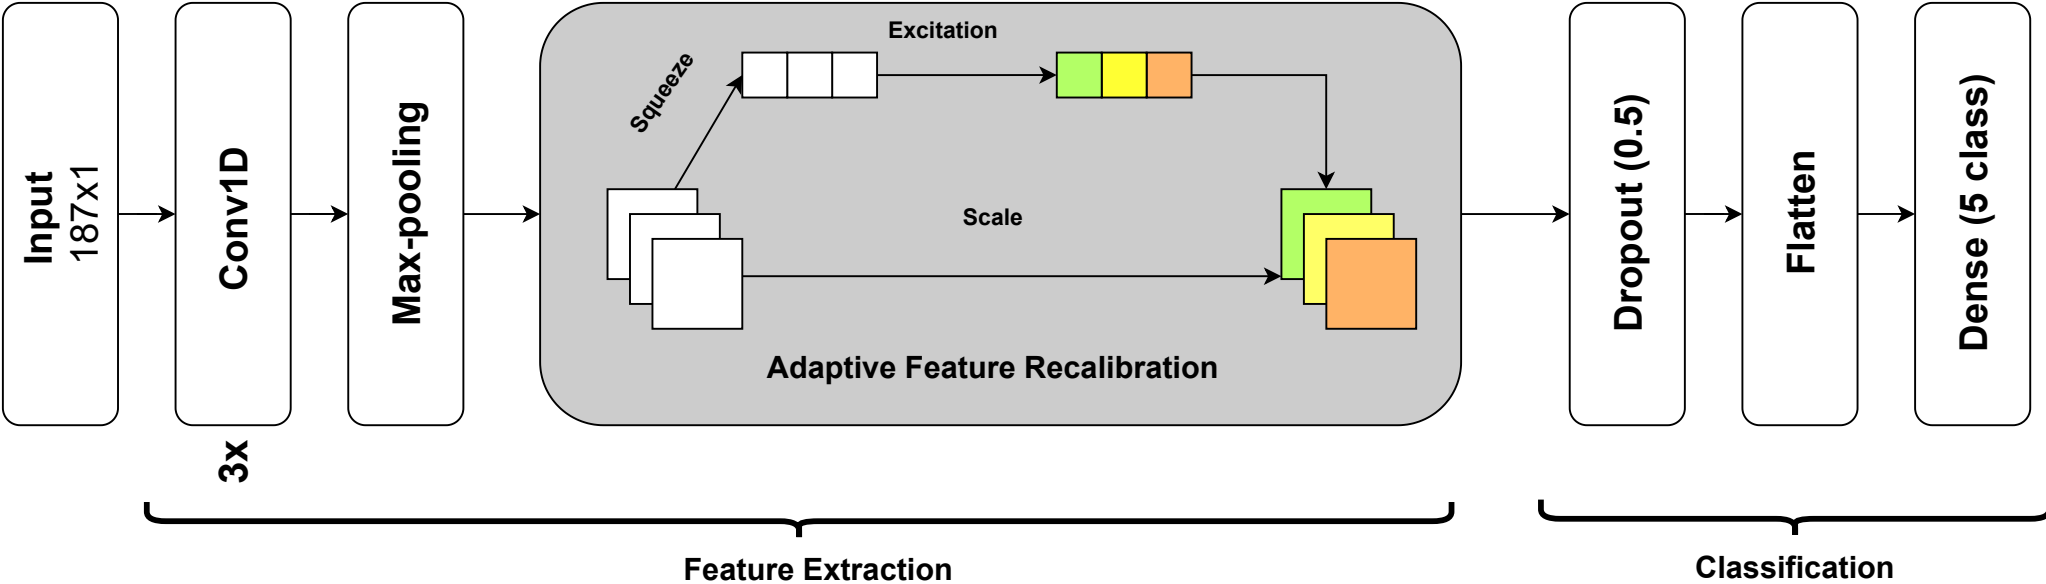 Input
187x1
Conv1D
3x
Max-pooling
Squeeze
Excitation
Scale
Adaptive Feature Recalibration
Dropout (0.5)
Flatten
Dense (5 class)
Feature Extraction
Classification